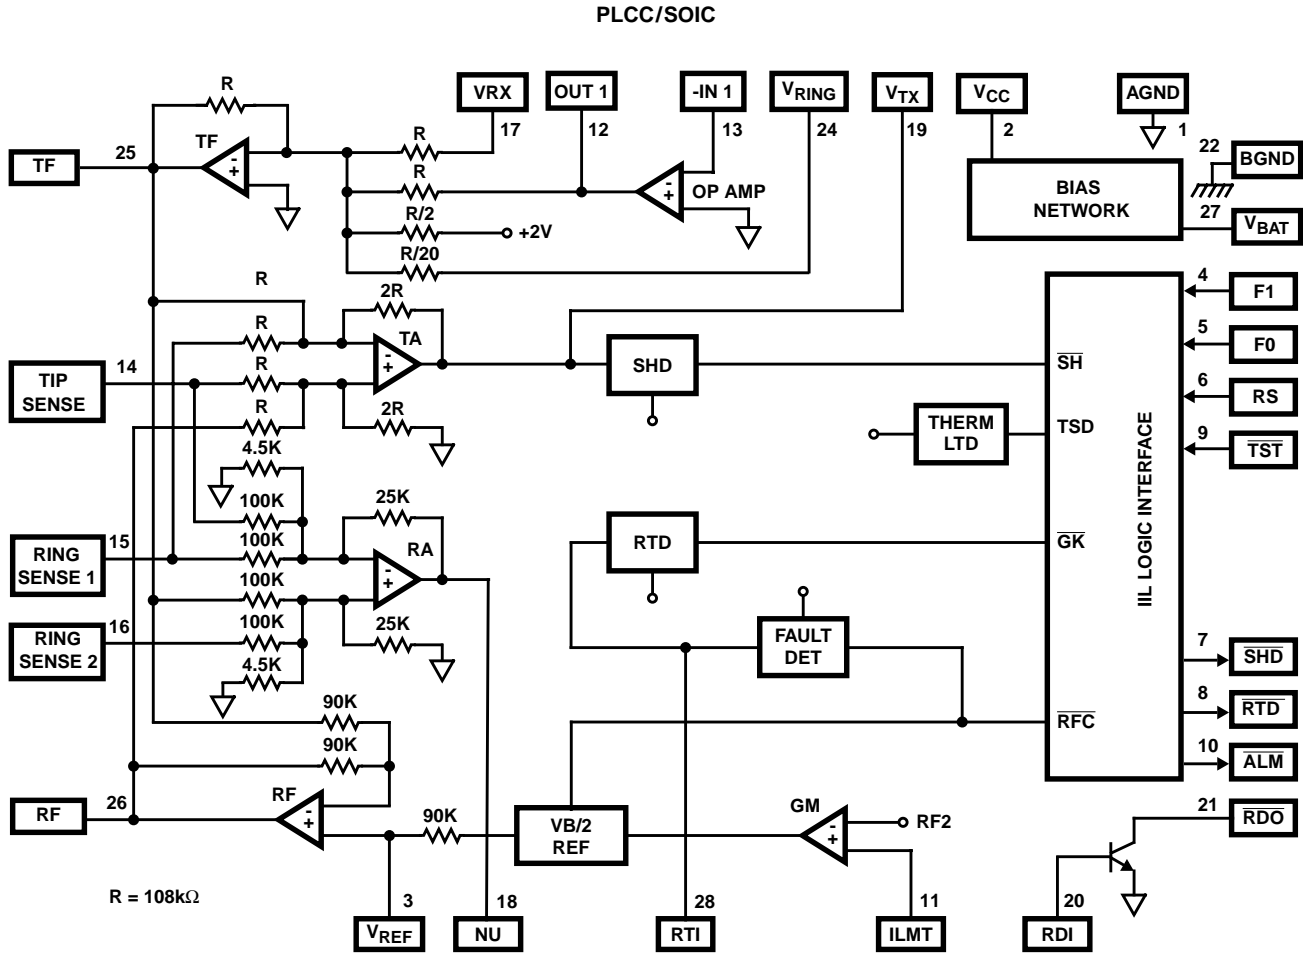 PLCC/SOIC
VRX
OUT 1
-IN 1
VRING
VTX
VCC
AGND
17
12
13
24
19
2
1
R
TF
25
TF
-
+
R
R
R/2
+2V
R/20
-
+
OP AMP
BIAS
NETWORK
22
BGND
27
VBAT
R
R
R
R
2R
TA
-
+
2R
14
TIP
SENSE
SHD
SH
THERM
LTD
TSD
4
F1
5
F0
6
RS
9
TST
IIL LOGIC INTERFACE
4.5K
100K
100K
100K
100K
4.5K
25K
RA
-
+
25K
15
RING
SENSE 1
16
RING
SENSE 2
RTD
GK
FAULT
DET
RFC
7
SHD
8
RTD
10
ALM
90K
90K
RF
26
RF
-
+
90K
VB/2
REF
GM
-
+
RF2
21
RDO
R = 108kΩ
3
18
28
11
20
VREF
NU
RTI
ILMT
RDI